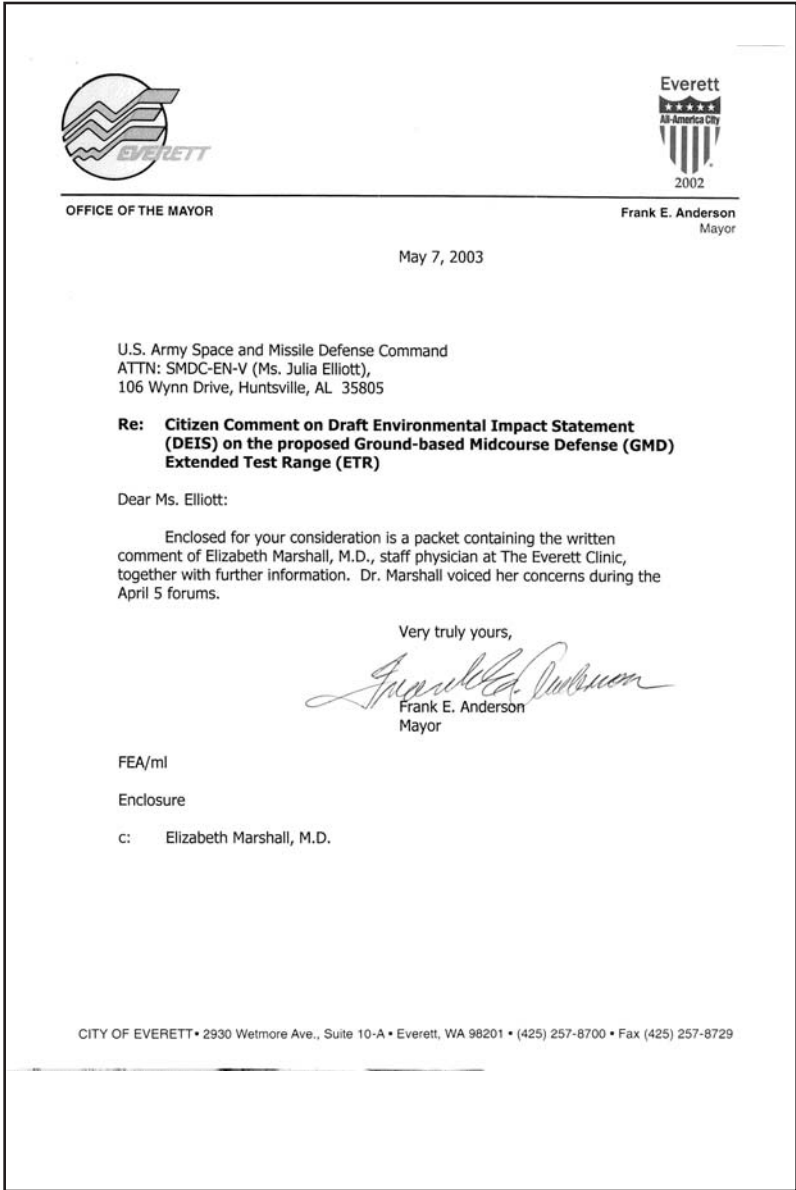 EVERETT
Everett
All-America City
2002
OFFICE OF THE MAYOR
Frank E. Anderson
Mayor
May 7, 2003
U.S. Army Space and Missile Defense Command
ATTN: SMDC-EN-V (Ms. Julia Elliott),
106 Wynn Drive, Huntsville, AL 35805
Re: Citizen Comment on Draft Environmental Impact Statement
(DEIS) on the proposed Ground-based Midcourse Defense (GMD)
Extended Test Range (ETR)
Dear Ms. Elliott:
Enclosed for your consideration is a packet containing the written
comment of Elizabeth Marshall, M.D., staff physician at The Everett Clinic,
together with further information. Dr. Marshall voiced her concerns during the
April 5 forums.
Very truly yours,
Frank E. Anderson
Frank E. Anderson
Mayor
FEA/ml
Enclosure
c: Elizabeth Marshall, M.D.
CITY OF EVERETT • 2930 Wetmore Ave., Suite 10-A • Everett, WA 98201 • (425) 257-8700 • Fax (425) 257-8729